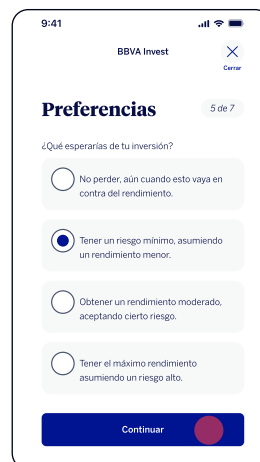 9:41
BBVA Invest
Cerrar
Preferencias
5 de 7
¿Qué esperarías de tu inversión?
No perder, aún cuando esto vaya en
contra del rendimiento.
Tener un riesgo mínimo, asumiendo
un rendimiento menor.
Obtener un rendimiento moderado,
aceptando cierto riesgo.
Tener el máximo rendimiento
asumiendo un riesgo alto.
Continuar